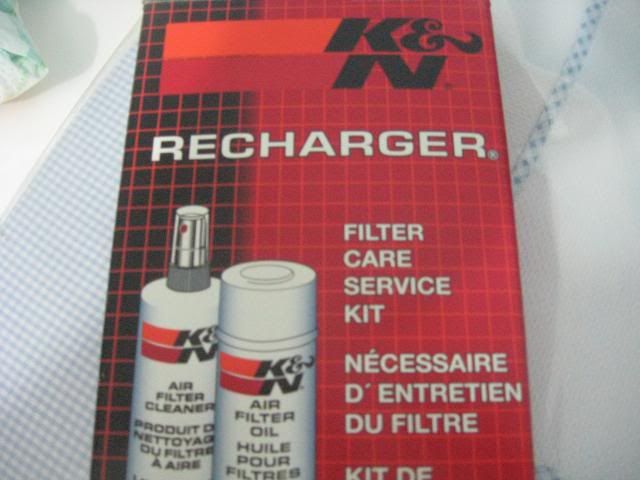 K&N
RECHARGER®
FILTER
CARE
SERVICE
KIT
NÉCESSAIRE
D´ENTRETIEN
DU FILTRE
KIT DE
K&N
AIR
FILTER
CLEANER
PRODUIT DE
NETTOYAGE
DU FILTRE
À AIRE
K&N
AIR
FILTER
OIL
HUILE
POUR
FILTRES